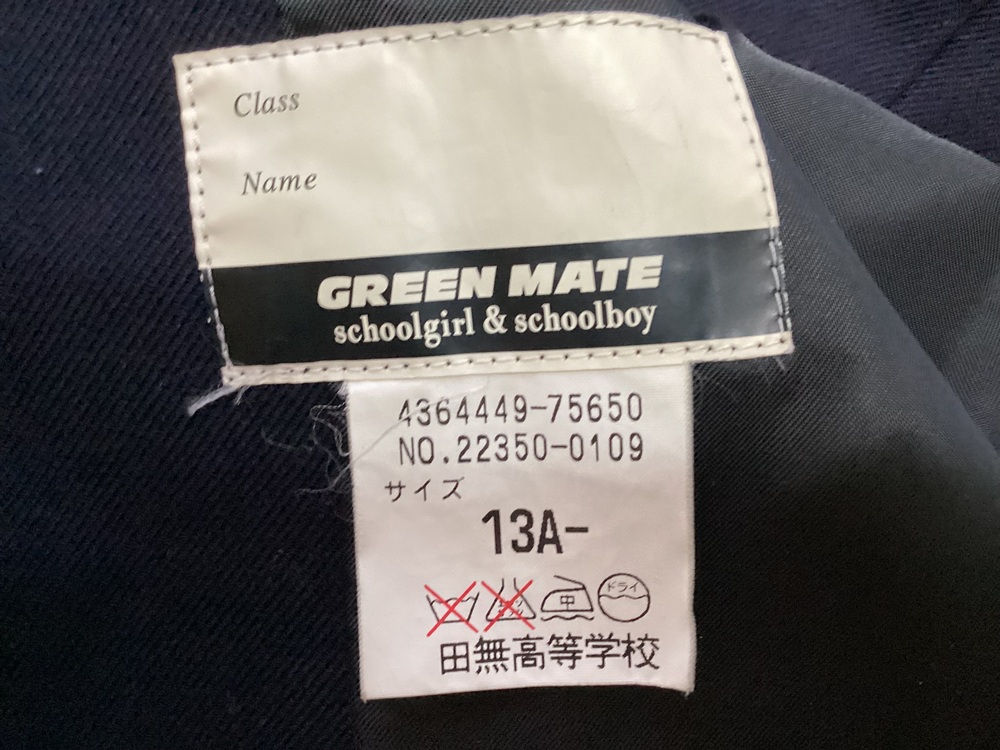 Class
Name
GREEN MATE
schoolgirl & schoolboy
4364449-75650
NO.22350-0109
サイズ
13A-
中 ドライ
田無高等学校